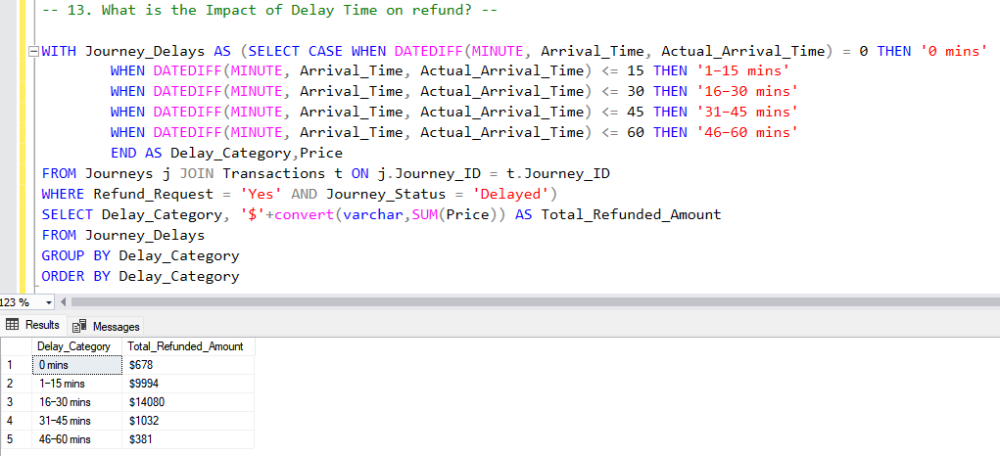 -- 13. What is the Impact of Delay Time on refund? --
WITH Journey_Delays AS (SELECT CASE WHEN DATEDIFF(MINUTE, Arrival_Time, Actual_Arrival_Time) = 0 THEN '0 mins'
WHEN DATEDIFF(MINUTE, Arrival_Time, Actual_Arrival_Time) <= 15 THEN '1-15 mins'
WHEN DATEDIFF(MINUTE, Arrival_Time, Actual_Arrival_Time) <= 30 THEN '16-30 mins'
WHEN DATEDIFF(MINUTE, Arrival_Time, Actual_Arrival_Time) <= 45 THEN '31-45 mins'
WHEN DATEDIFF(MINUTE, Arrival_Time, Actual_Arrival_Time) <= 60 THEN '46-60 mins'
END AS Delay_Category,Price
FROM Journeys j JOIN Transactions t ON j.Journey_ID = t.Journey_ID
WHERE Refund_Request = 'Yes' AND Journey_Status = 'Delayed')
SELECT Delay_Category, '$'+convert(varchar,SUM(Price)) AS Total_Refunded_Amount
FROM Journey_Delays
GROUP BY Delay_Category
ORDER BY Delay_Category
123 %
Results Messages
Delay_Category Total_Refunded_Amount
1 0 mins $678
2 1-15 mins $9994
3 16-30 mins $14080
4 31-45 mins $1032
5 46-60 mins $381